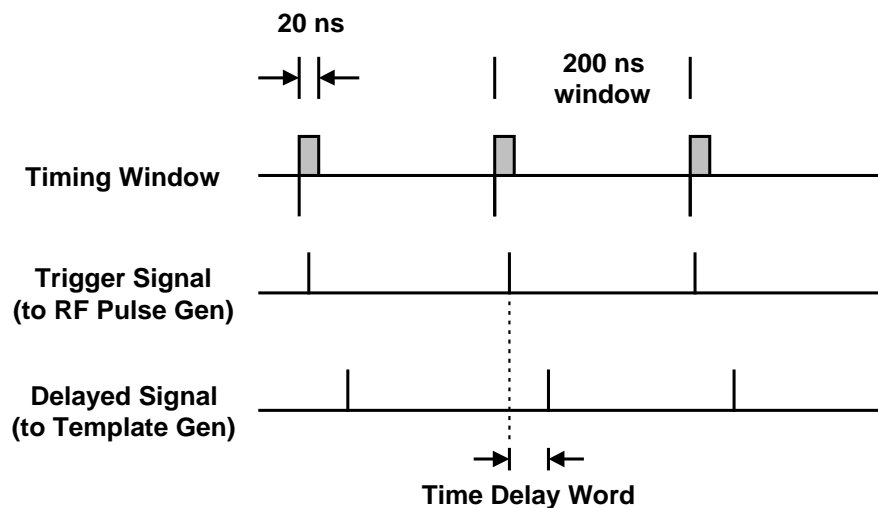 20 ns
200 ns
window
Timing Window
Trigger Signal
(to RF Pulse Gen)
Delayed Signal
(to Template Gen)
Time Delay Word